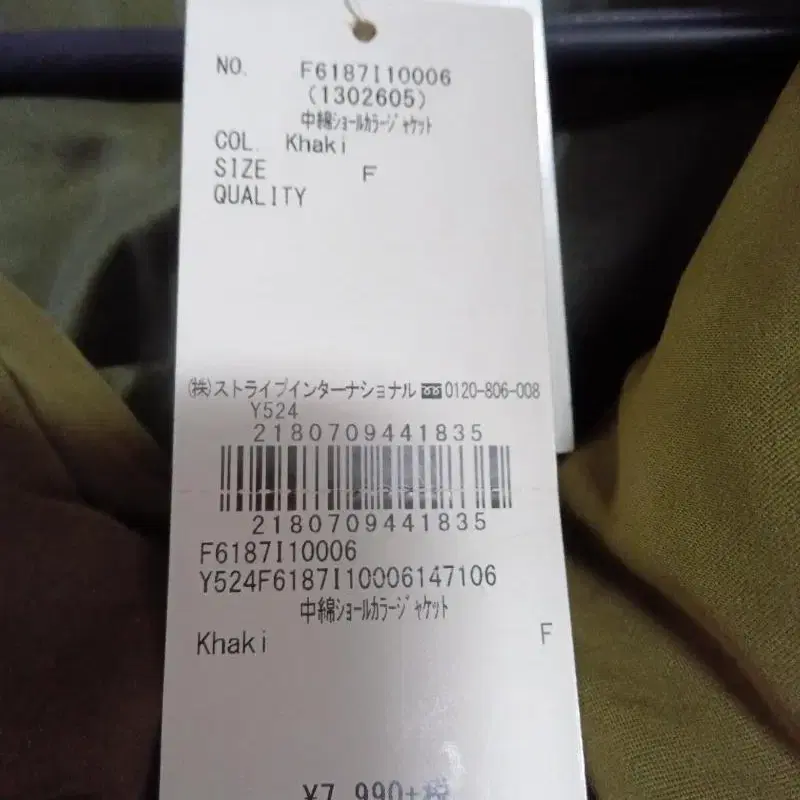 NO. F6187I10006
(1302605)
中綿ショールカラージャケット
COL. Khaki
SIZE F
QUALITY
㈱ストライプインターナショナル 0120-806-008
Y524
2180709441835
2180709441835
F6187I10006
Y524F6187I10006147106
中綿ショールカラージャケット
Khaki F
¥7,990+税